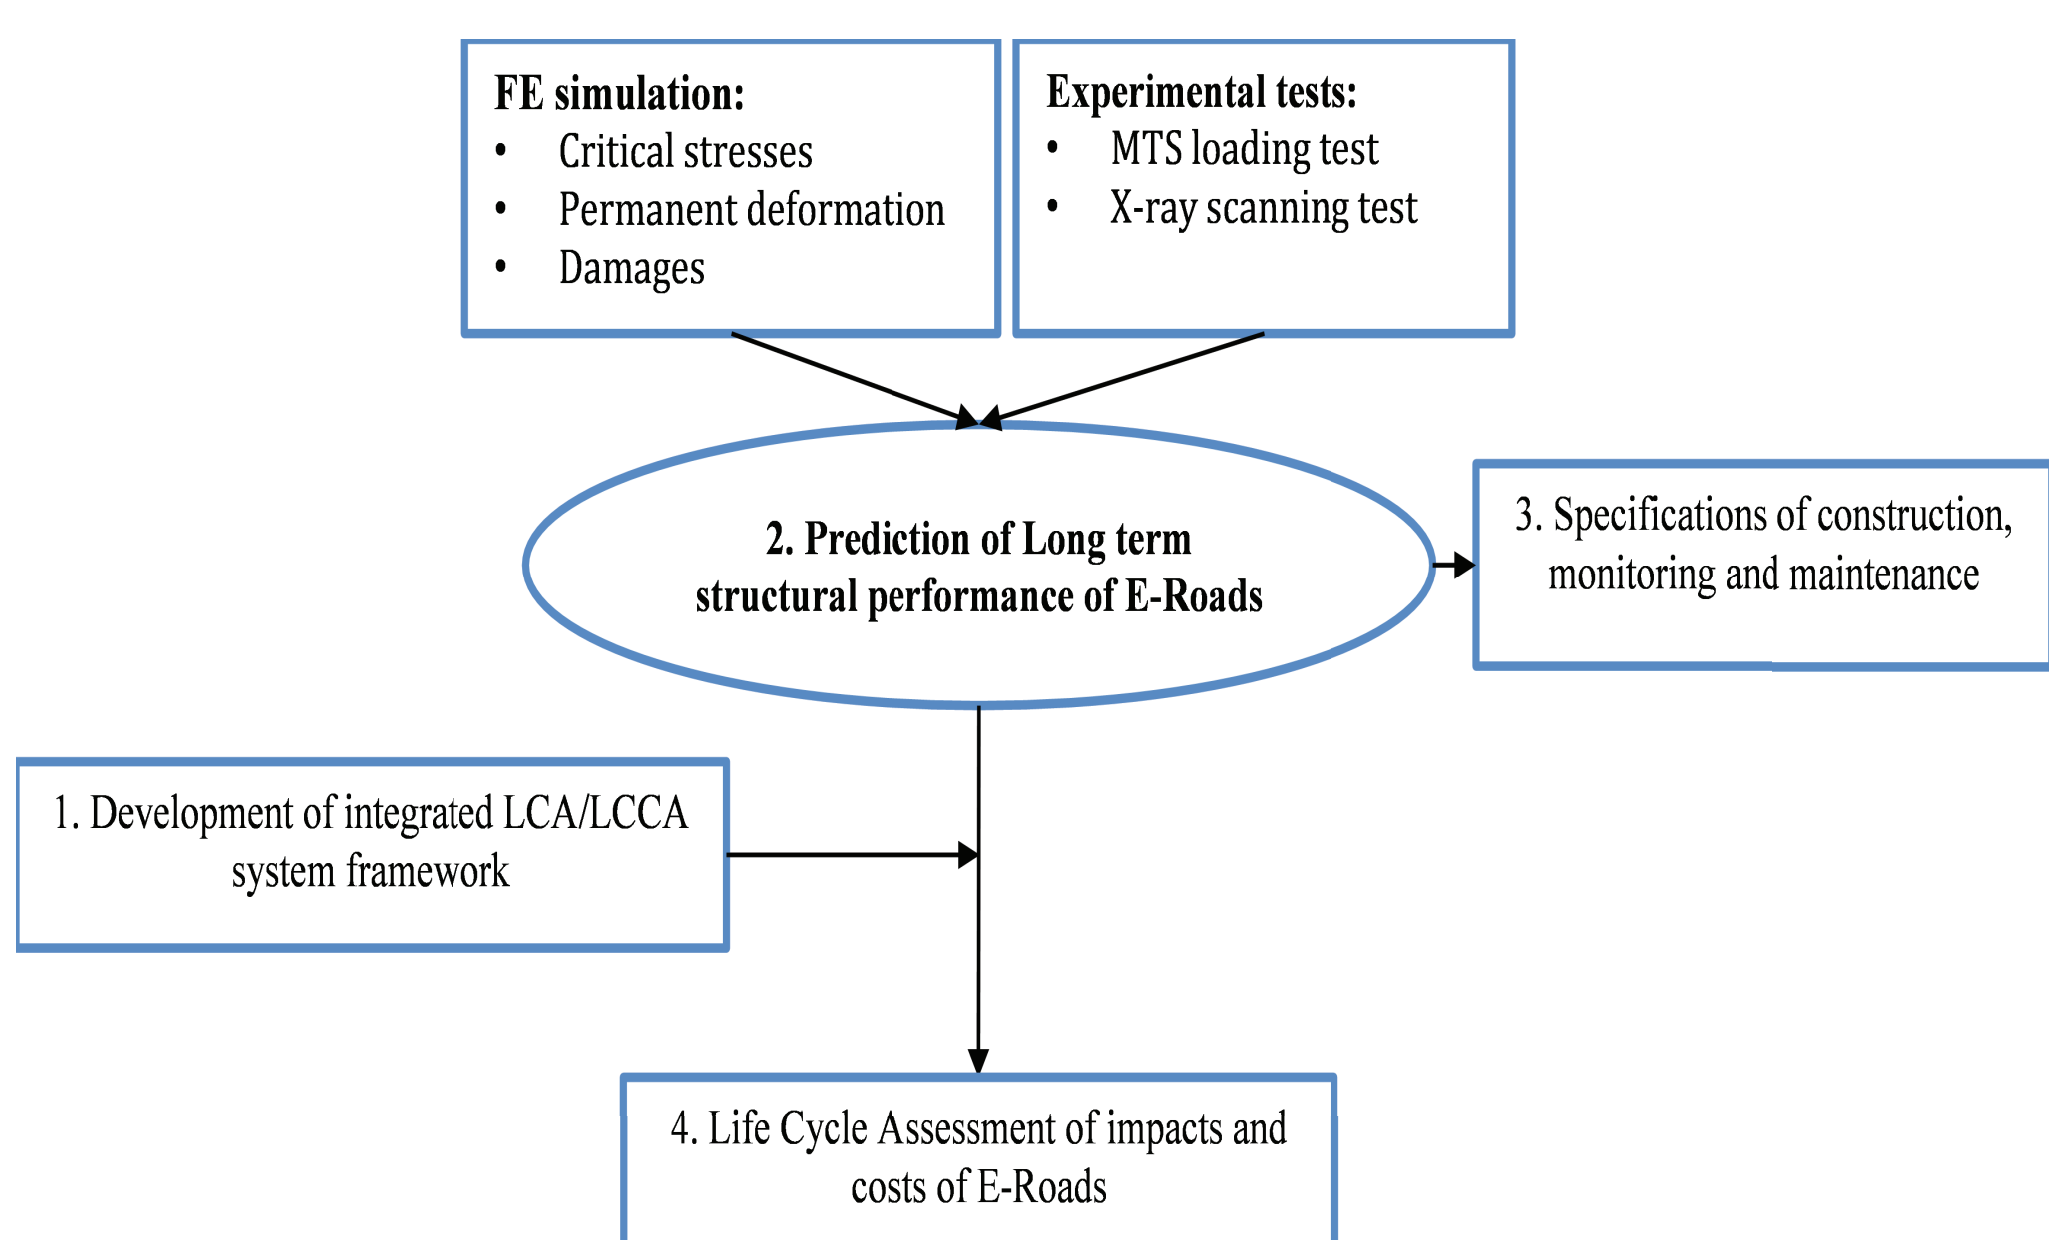 FE simulation:
• Critical stresses
• Permanent deformation
• Damages
Experimental tests:
• MTS loading test
• X-ray scanning test
2. Prediction of Long term
structural performance of E-Roads
3. Specifications of construction,
monitoring and maintenance
1. Development of integrated LCA/LCCA
system framework
4. Life Cycle Assessment of impacts and
costs of E-Roads